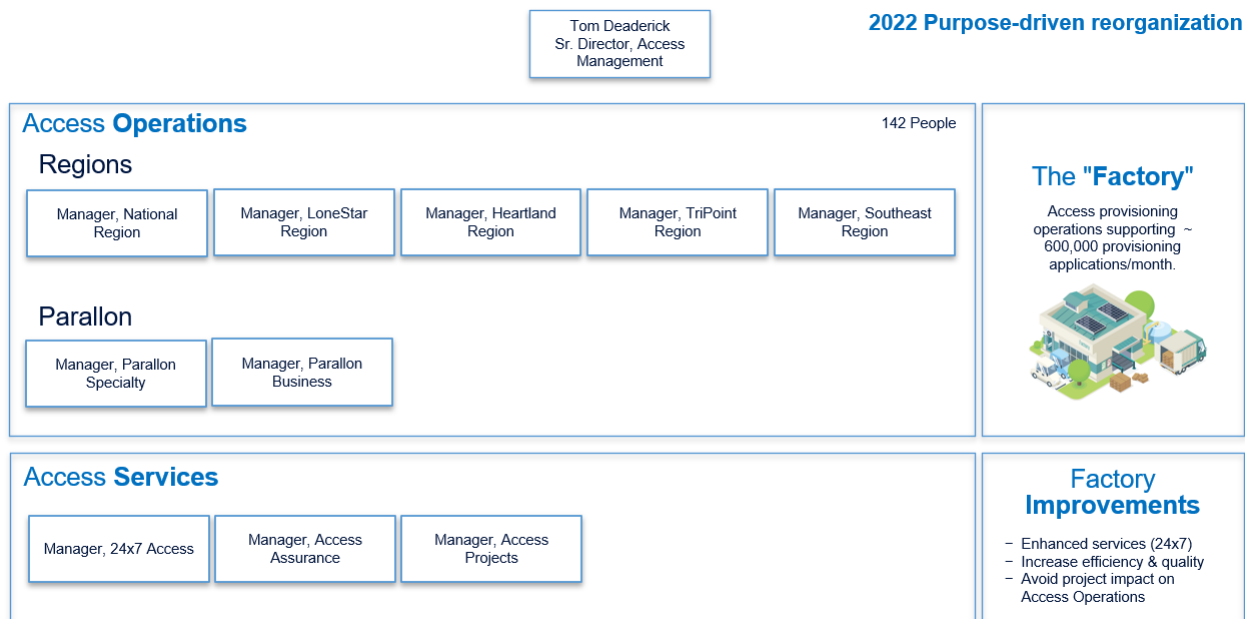 2022 Purpose-driven reorganization
Tom Deaderick
Sr. Director, Access
Management
Access Operations
142 People
Regions
Manager, National
Region
Manager, LoneStar
Region
Manager, Heartland
Region
Manager, TriPoint
Region
Manager, Southeast
Region
Parallon
Manager, Parallon
Specialty
Manager, Parallon
Business
The "Factory"
Access provisioning
operations supporting ~
600,000 provisioning
applications/month.
Access Services
Manager, 24x7 Access
Manager, Access
Assurance
Manager, Access
Projects
Factory
Improvements
− Enhanced services (24x7)
− Increase efficiency & quality
− Avoid project impact on
Access Operations